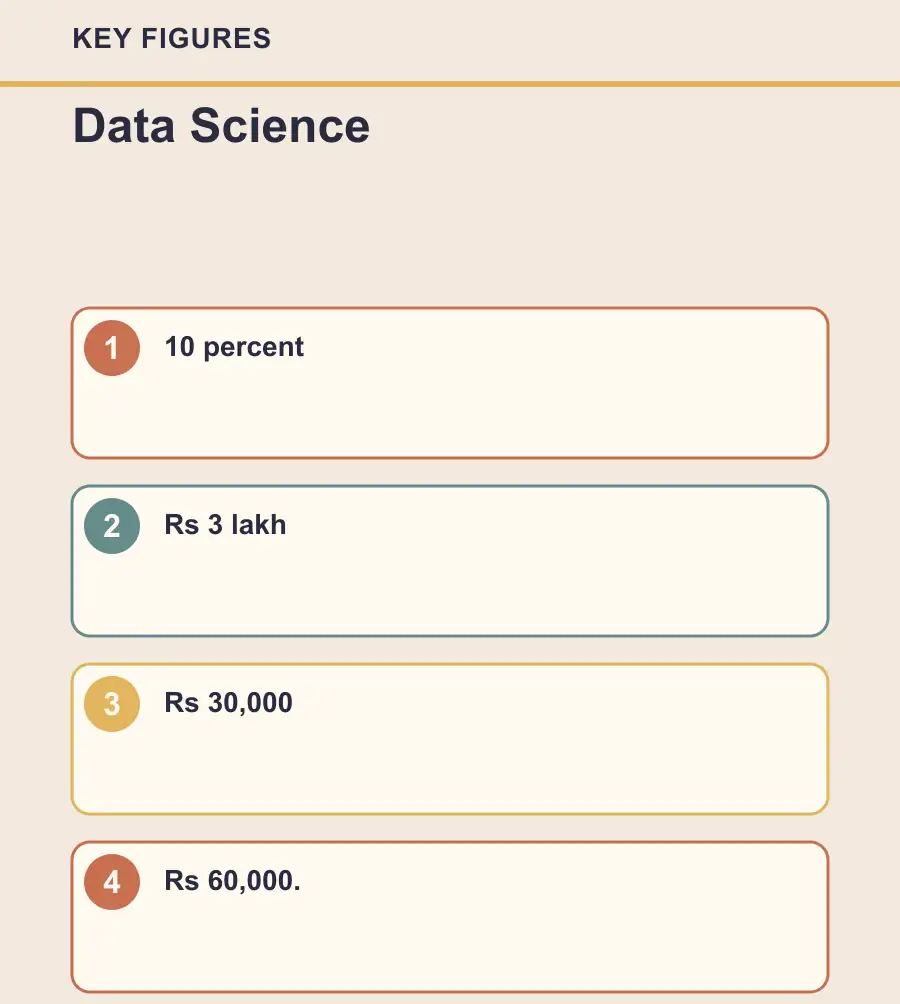 KEY FIGURES
Data Science
1 10 percent
2 Rs 3 lakh
3 Rs 30,000
4 Rs 60,000.